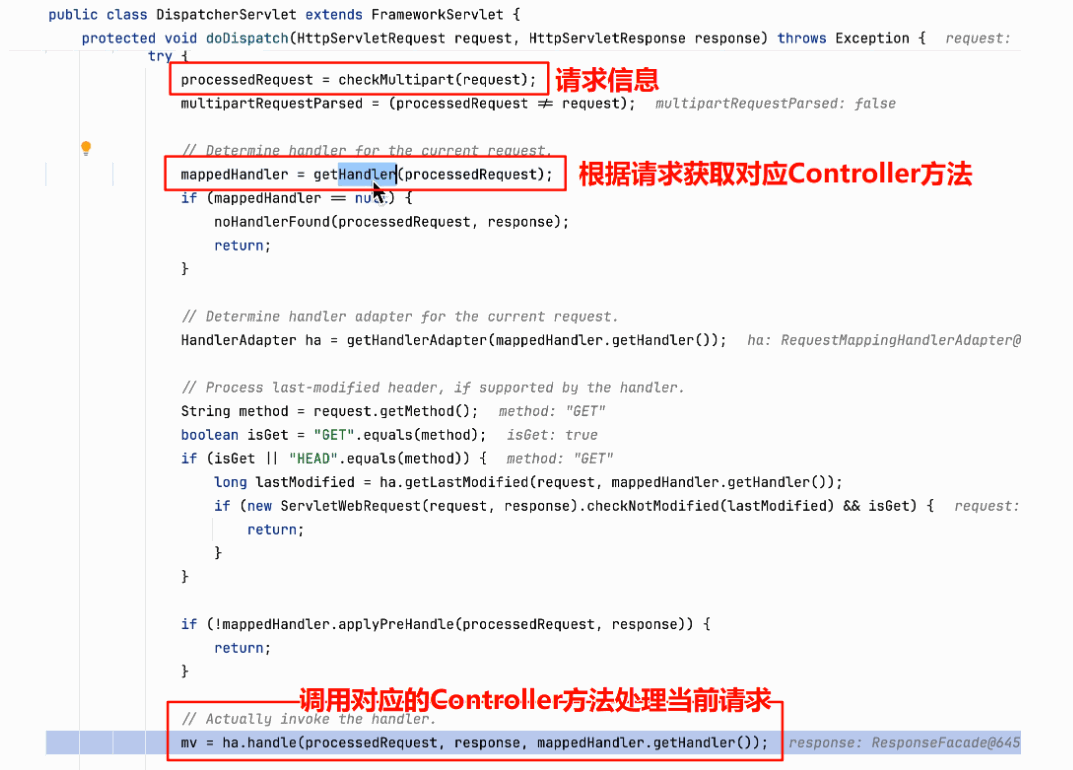 public class DispatcherServlet extends FrameworkServlet {
protected void doDispatch(HttpServletRequest request, HttpServletResponse response) throws Exception { request:
try {
processedRequest = checkMultipart(request); 请求信息
multipartRequestParsed = (processedRequest ≠ request); multipartRequestParsed: false
// Determine handler for the current request.
mappedHandler = getHandler(processedRequest); 根据请求获取对应Controller方法
if (mappedHandler == null) {
noHandlerFound(processedRequest, response);
return;
}
// Determine handler adapter for the current request.
HandlerAdapter ha = getHandlerAdapter(mappedHandler.getHandler()); ha: RequestMappingHandlerAdapter@
// Process last-modified header, if supported by the handler.
String method = request.getMethod(); method: "GET"
boolean isGet = "GET".equals(method); isGet: true
if (isGet || "HEAD".equals(method)) { method: "GET"
long lastModified = ha.getLastModified(request, mappedHandler.getHandler());
if (new ServletWebRequest(request, response).checkNotModified(lastModified) && isGet) { request:
return;
}
}
if (!mappedHandler.applyPreHandle(processedRequest, response)) {
return;
}
调用对应的Controller方法处理当前请求
// Actually invoke the handler.
mv = ha.handle(processedRequest, response, mappedHandler.getHandler()); response: ResponseFacade@645